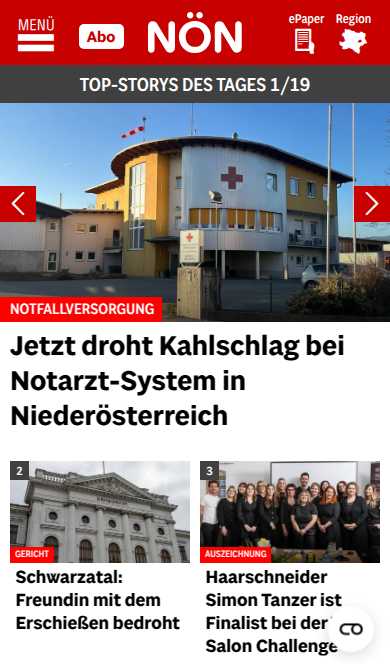 MENÜ
Abo
NÖN
ePaper
Region
TOP-STORYS DES TAGES 1/19
NOTFALLVERSORGUNG
Jetzt droht Kahlschlag bei
Notarzt-System in
Niederösterreich
2
GERICHT
Schwarzatal:
Freundin mit dem
Erschießen bedroht
3
AUSZEICHNUNG
Haarschneider
Simon Tanzer ist
Finalist bei der
Salon Challenge